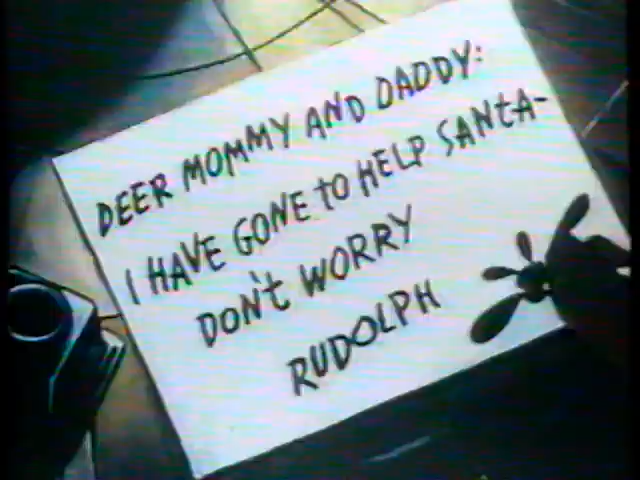 DEER MOMMY AND DADDY:
I HAVE GONE to HELP SANtA-
DON't WORRY
RUDOLPH